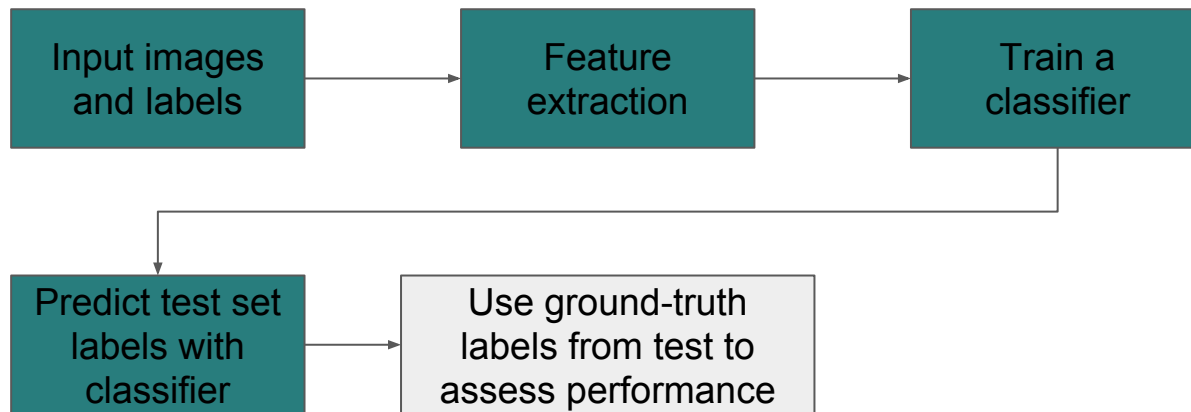 Input images
and labels
Feature
extraction
Train a
classifier
Predict test set
labels with
classifier
Use ground-truth
labels from test to
assess performance